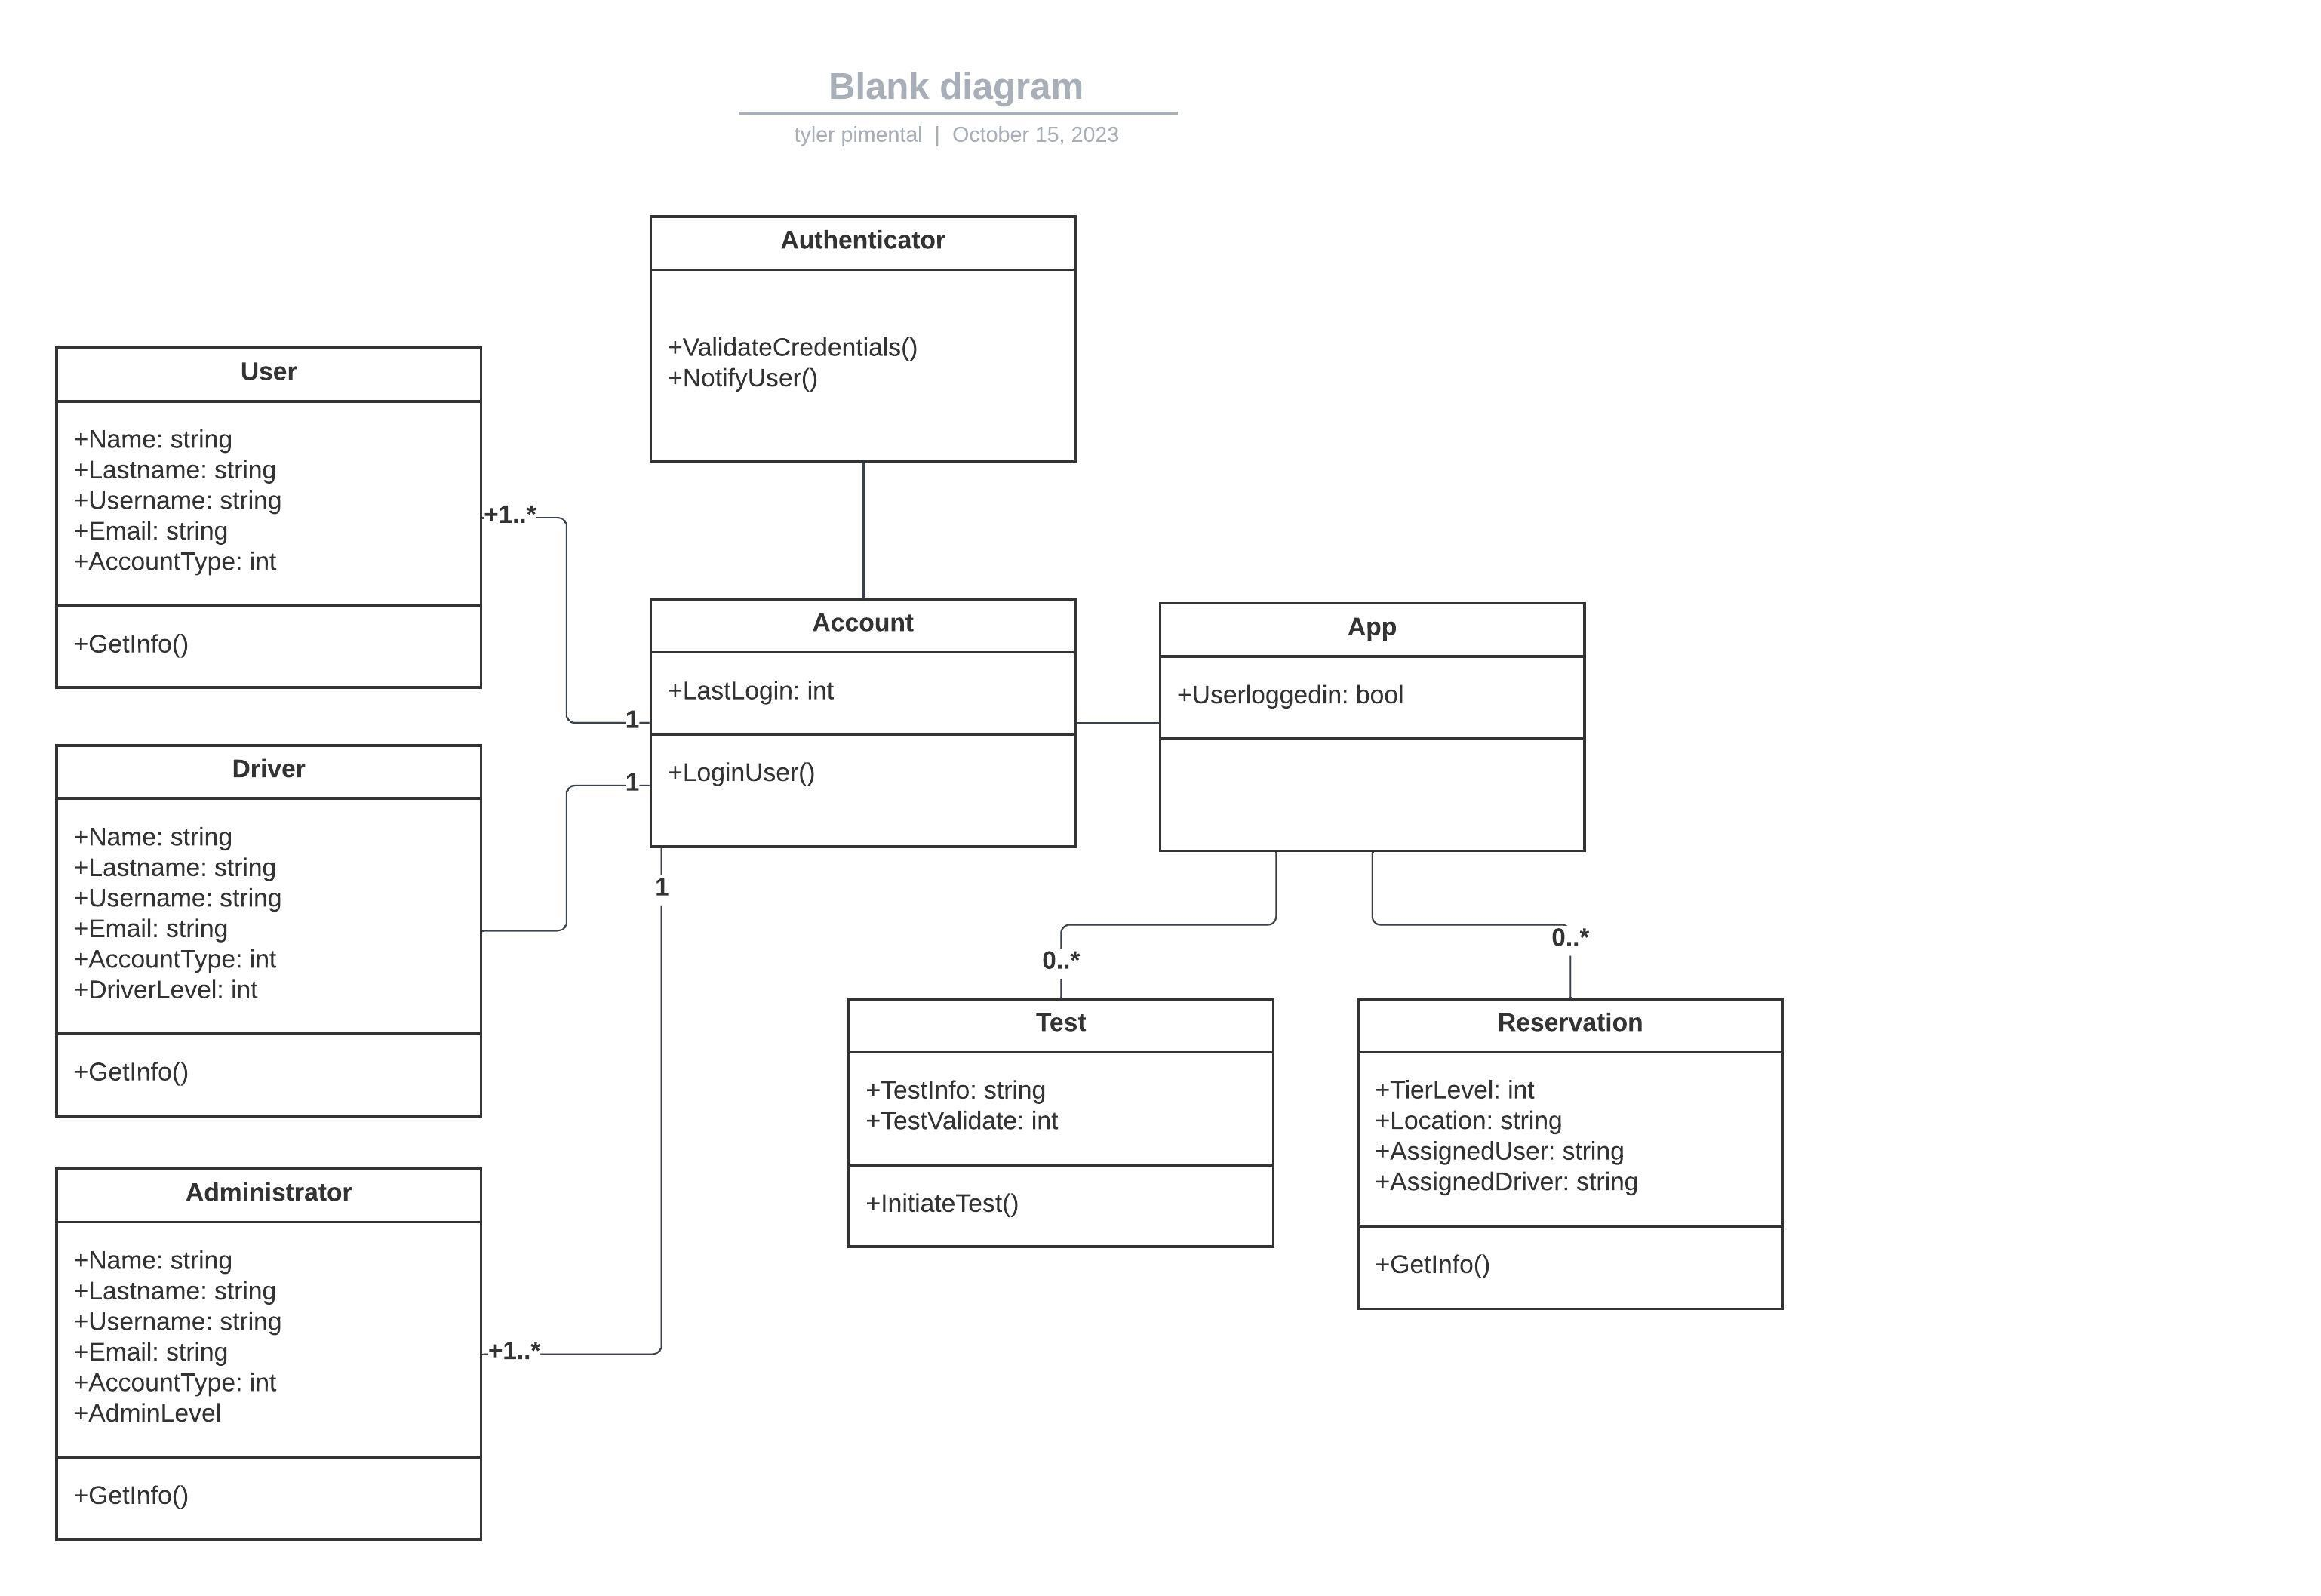 Blank diagram
tyler pimental | October 15, 2023
Authenticator
+ValidateCredentials()
+NotifyUser()
User
+Name: string
+Lastname: string
+Username: string
+Email: string
+AccountType: int
+GetInfo()
+1..*
1
Account
+LastLogin: int
+LoginUser()
App
+Userloggedin: bool
Driver
+Name: string
+Lastname: string
+Username: string
+Email: string
+AccountType: int
+DriverLevel: int
+GetInfo()
1
1
0..*
0..*
Test
+TestInfo: string
+TestValidate: int
+InitiateTest()
Reservation
+TierLevel: int
+Location: string
+AssignedUser: string
+AssignedDriver: string
+GetInfo()
Administrator
+Name: string
+Lastname: string
+Username: string
+Email: string
+AccountType: int
+AdminLevel
+GetInfo()
+1..*